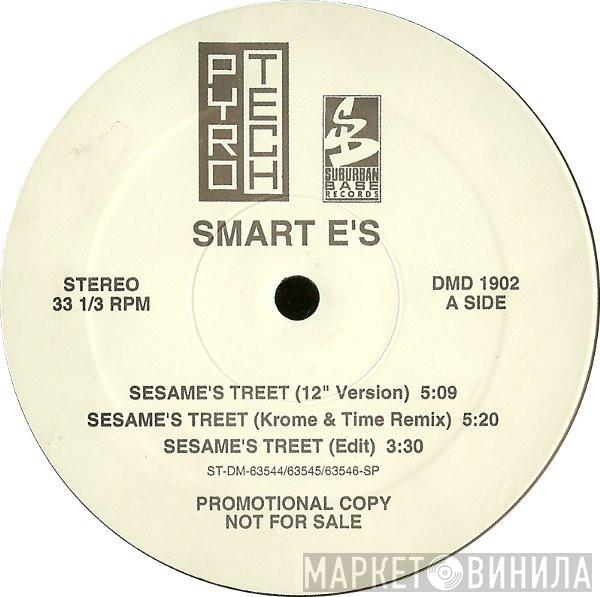 PYRO TECH
SUBURBAN
BASE
RECORDS
SMART E'S
STEREO
33 1/3 RPM
DMD 1902
A SIDE
SESAME'S TREET (12" Version) 5:09
SESAME'S TREET (Krome & Time Remix) 5:20
SESAME'S TREET (Edit) 3:30
ST-DM-63544/63545/63546-SP
PROMOTIONAL COPY
NOT FOR SALE
МАРКЕТ ВИНИЛА